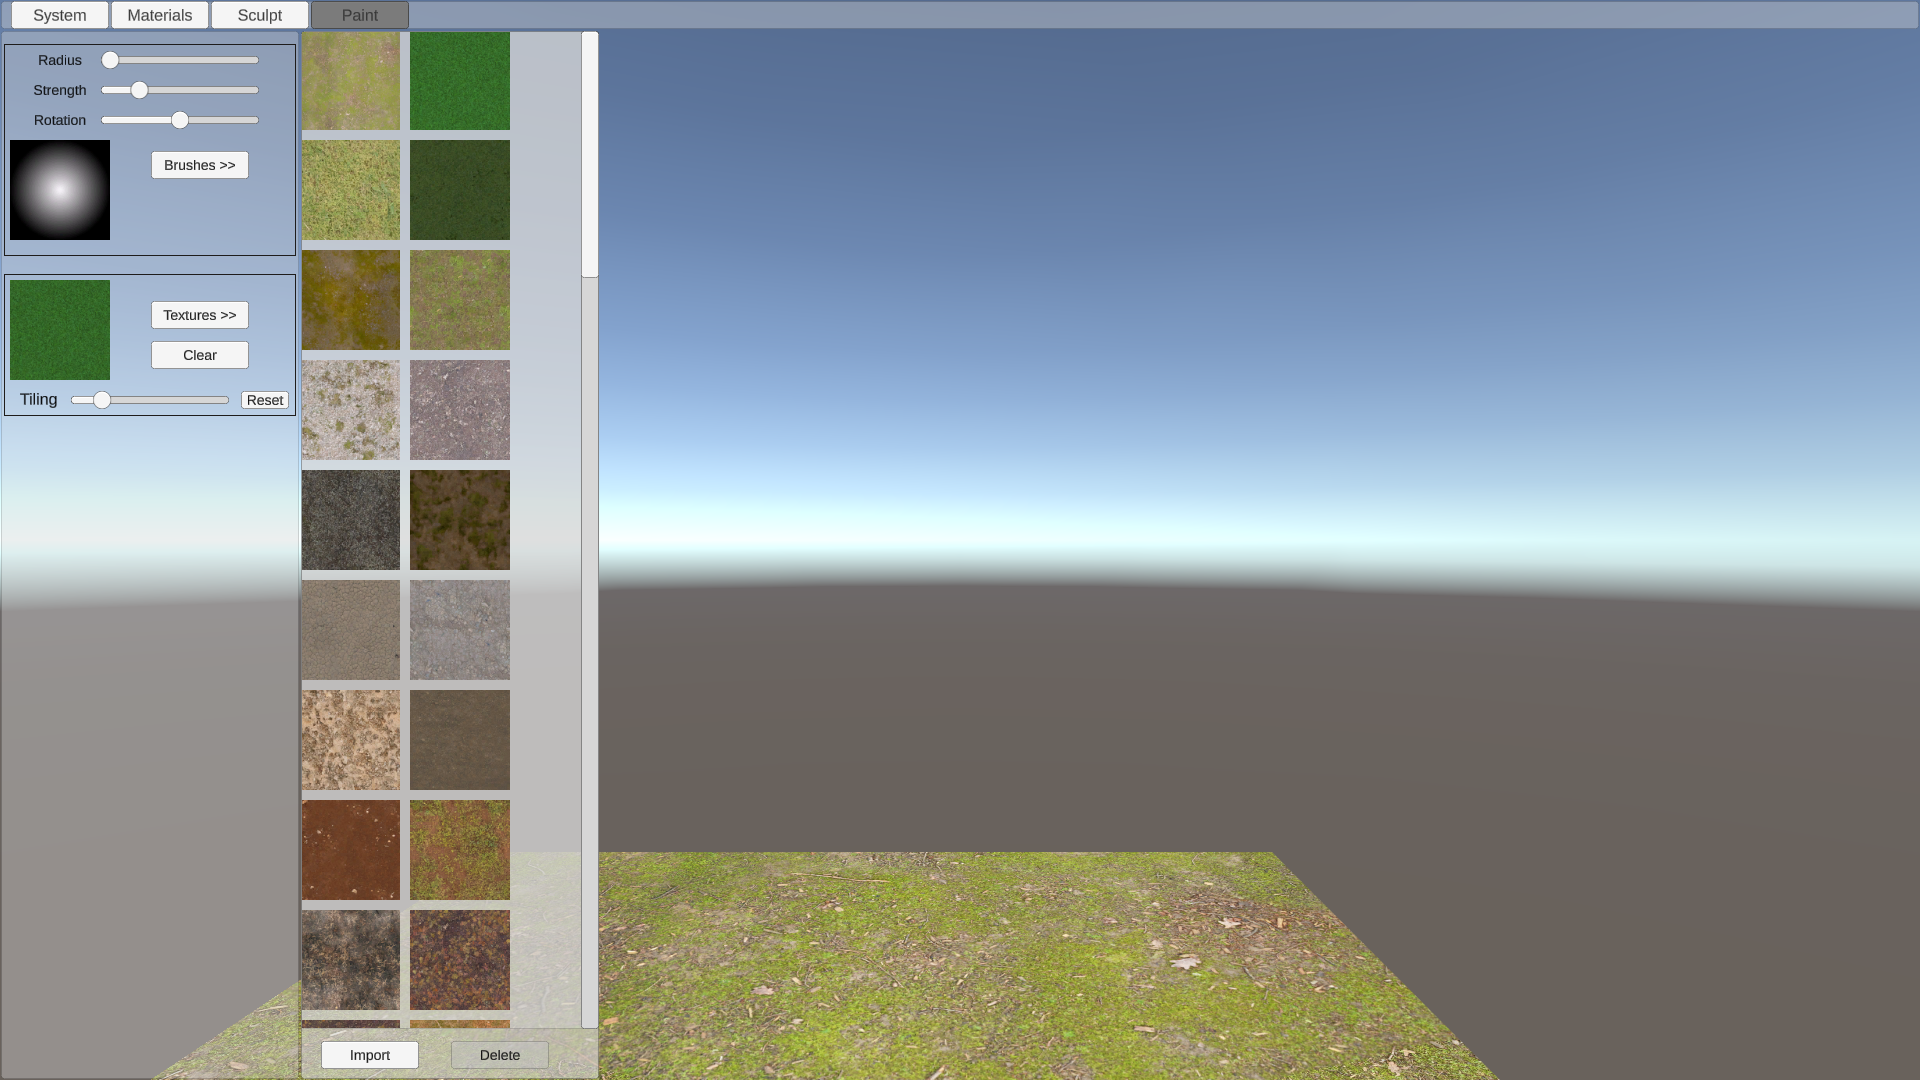 System Materials Sculpt Paint
Radius
Strength
Rotation
Brushes >>
Textures >>
Clear
Tiling Reset
Import Delete